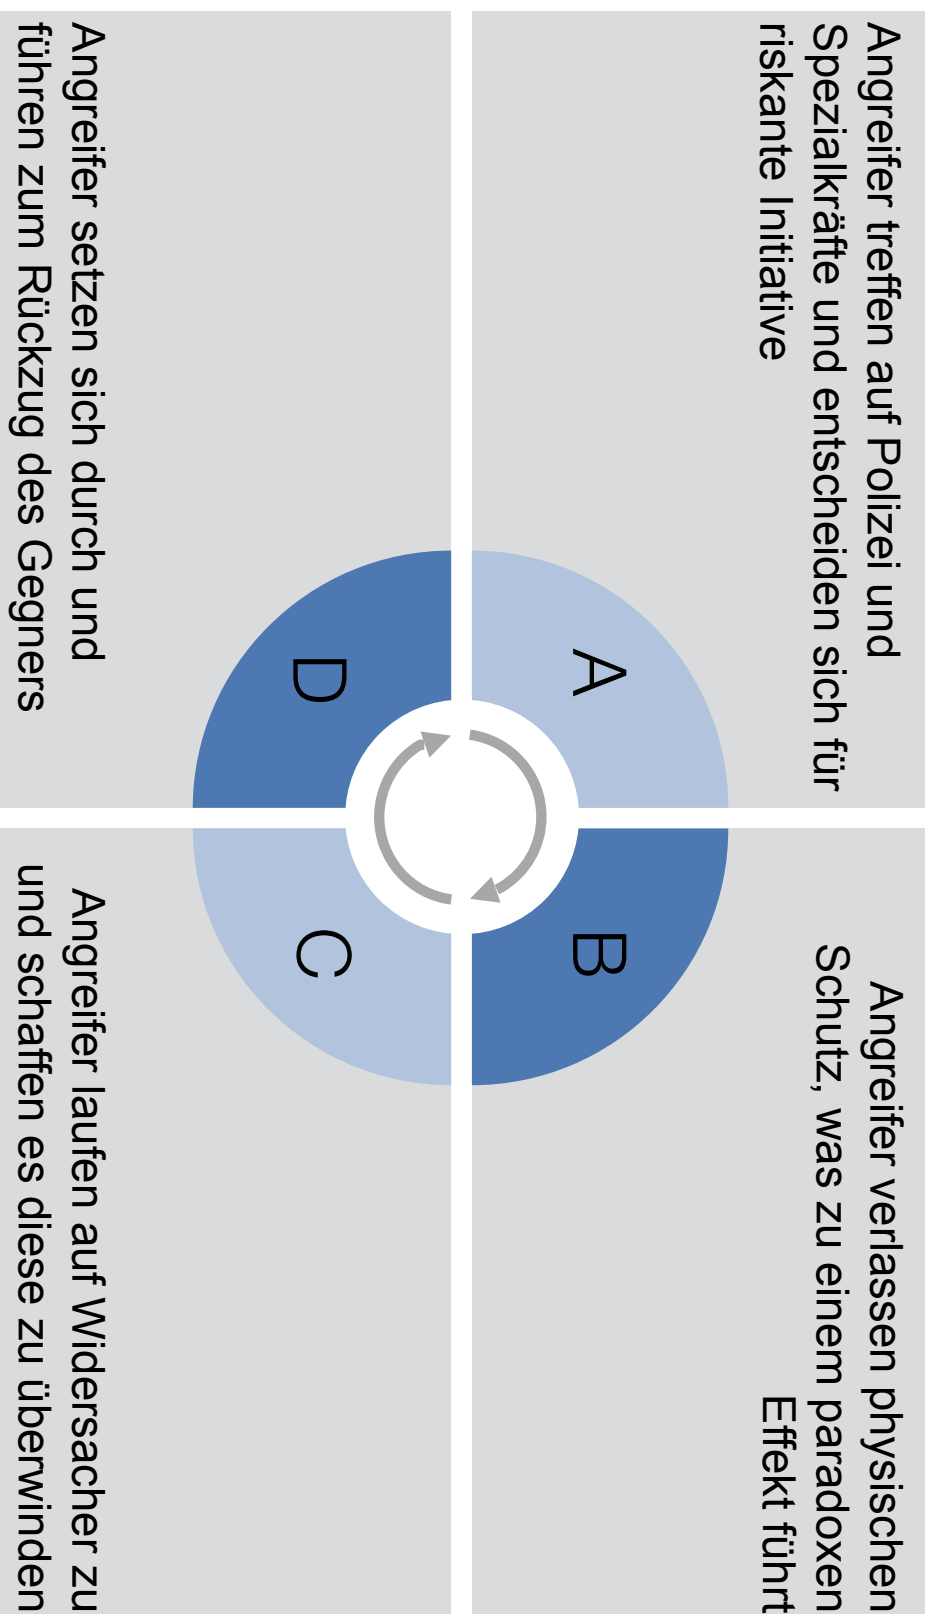 Angreifer treffen auf Polizei und
Spezialkräfte und entscheiden sich für
riskante Initiative
A
Angreifer verlassen physischen
Schutz, was zu einem paradoxen
Effekt führt
B
D
Angreifer setzen sich durch und
führen zum Rückzug des Gegners
C
Angreifer laufen auf Widersacher zu
und schaffen es diese zu überwinden